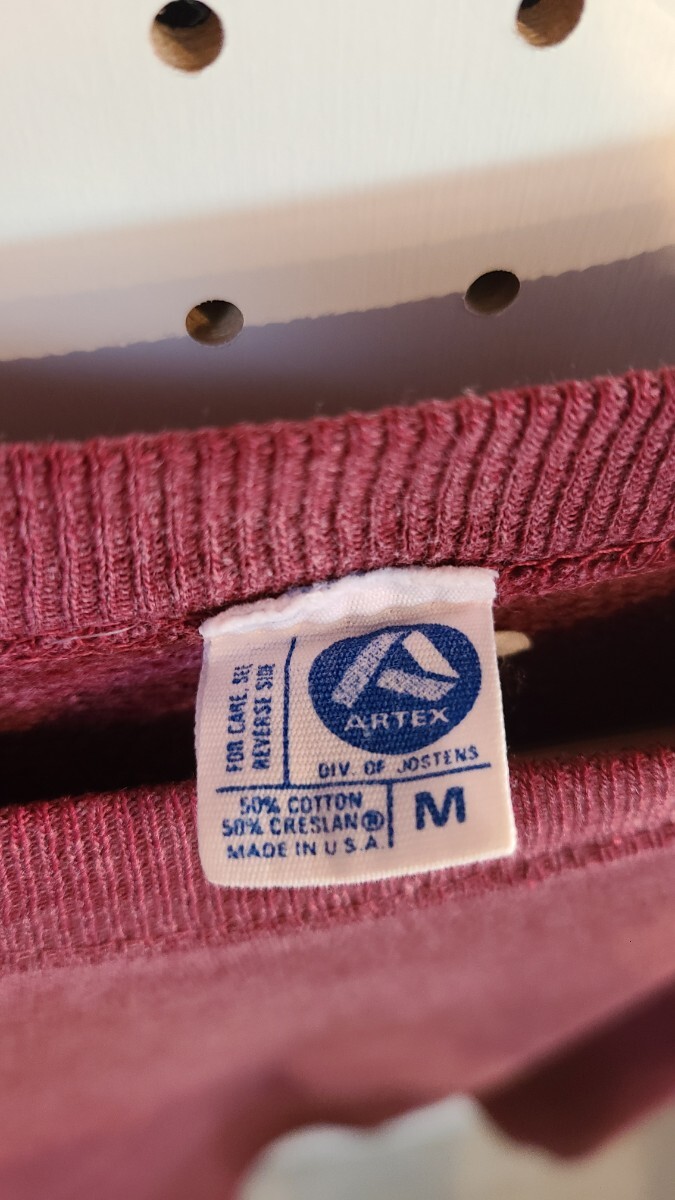 FOR CARE, SEE
REVERSE SIDE
ARTEX
DIV. OF JOSTENS
50% COTTON
50% CRESLAN®
MADE IN U.S.A.
M